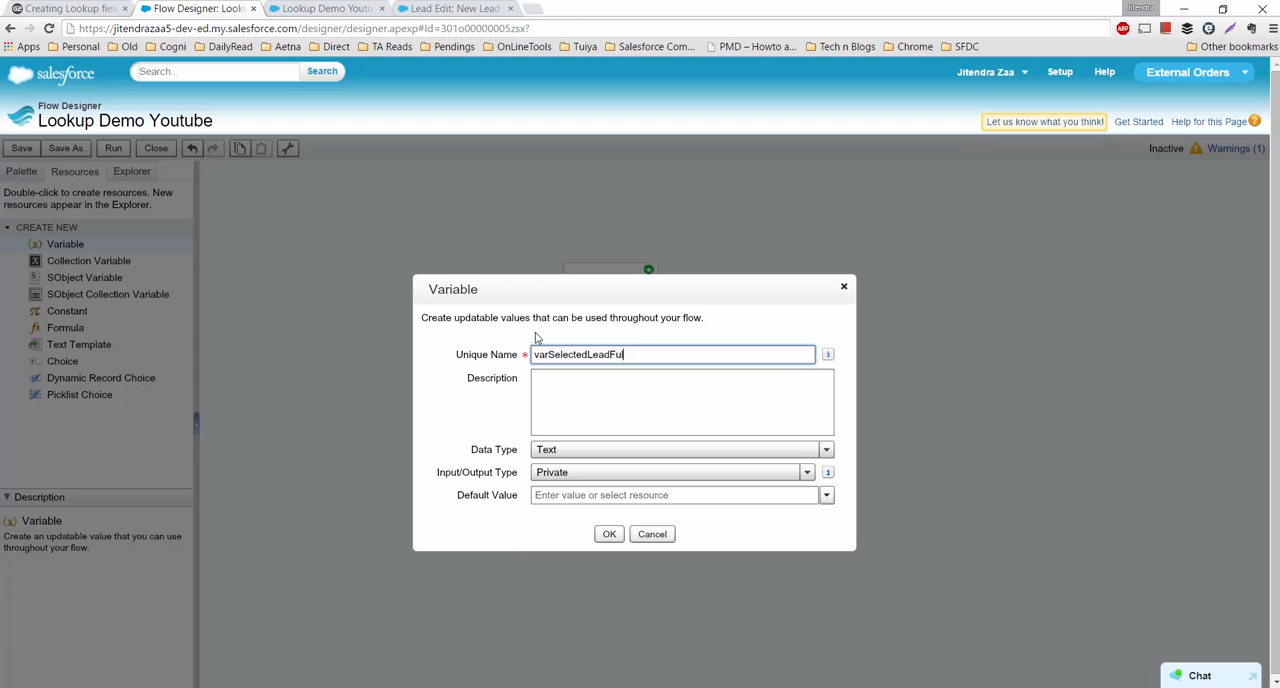 Creating Lookup fiel
Flow Designer: Look
Lookup Demo Youtube
Lead Edit: New Lead
Jitendra
https://jitendrazaa5-dev-ed.my.salesforce.com/designer/designer.apexp#Id=301o00000005zsx?
Apps Personal Old Cogni DailyRead Aetna Direct TA Reads Pendings OnLineTools Tuiya Salesforce Com... PMD – Howto a... Tech n Blogs Chrome SFDC Other bookmarks
salesforce
Search... Search
Jitendra Zaa Setup Help External Orders
Flow Designer
Lookup Demo Youtube
Let us know what you think! Get Started Help for this Page
Save Save As Run Close
Inactive Warnings (1)
Palette Resources Explorer
Double-click to create resources. New
resources appear in the Explorer.
CREATE NEW
Variable
Collection Variable
SObject Variable
SObject Collection Variable
Constant
Formula
Text Template
Choice
Dynamic Record Choice
Picklist Choice
Description
Variable
Create an updatable value that you can use
throughout your flow.
Variable
Create updatable values that can be used throughout your flow.
Unique Name * varSelectedLeadFul
Description
Data Type Text
Input/Output Type Private
Default Value Enter value or select resource
OK Cancel
Chat